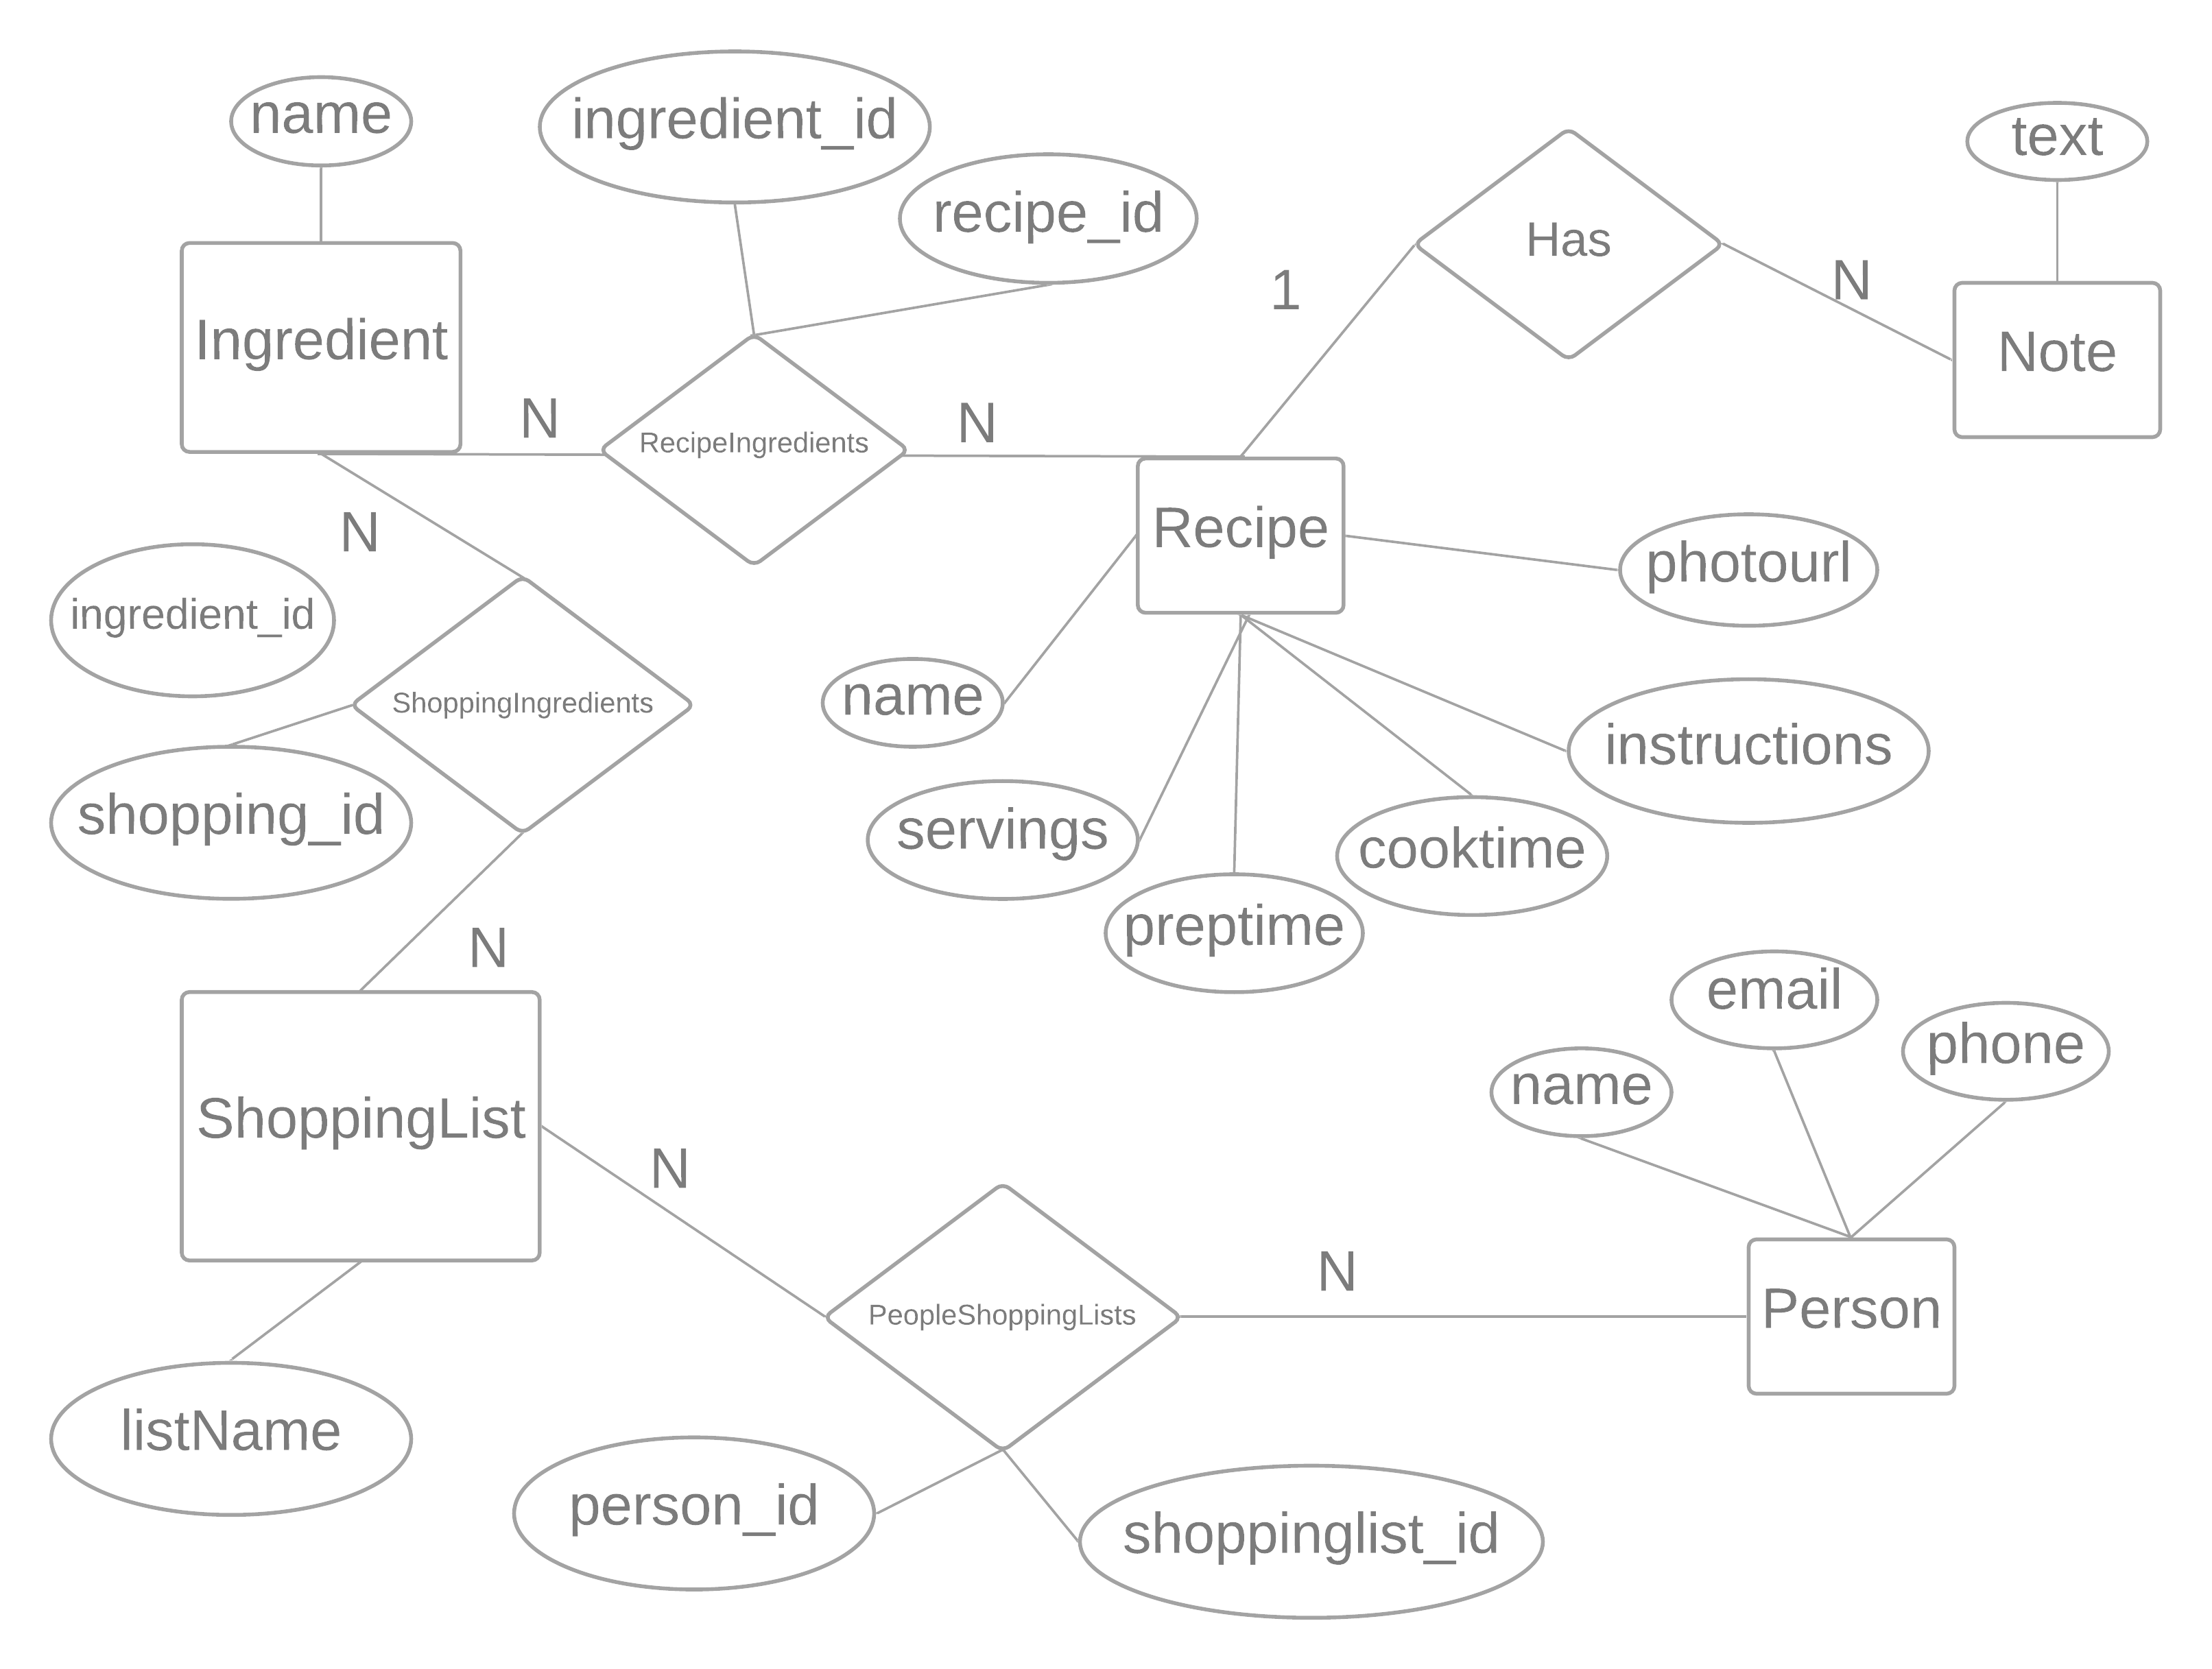 name
ingredient_id
recipe_id
text
Has
1
N
Ingredient
Note
N
RecipeIngredients
N
Recipe
N
photourl
ingredient_id
ShoppingIngredients
name
instructions
shopping_id
servings
cooktime
preptime
N
email
phone
name
ShoppingList
N
N
PeopleShoppingLists
Person
listName
person_id
shoppinglist_id